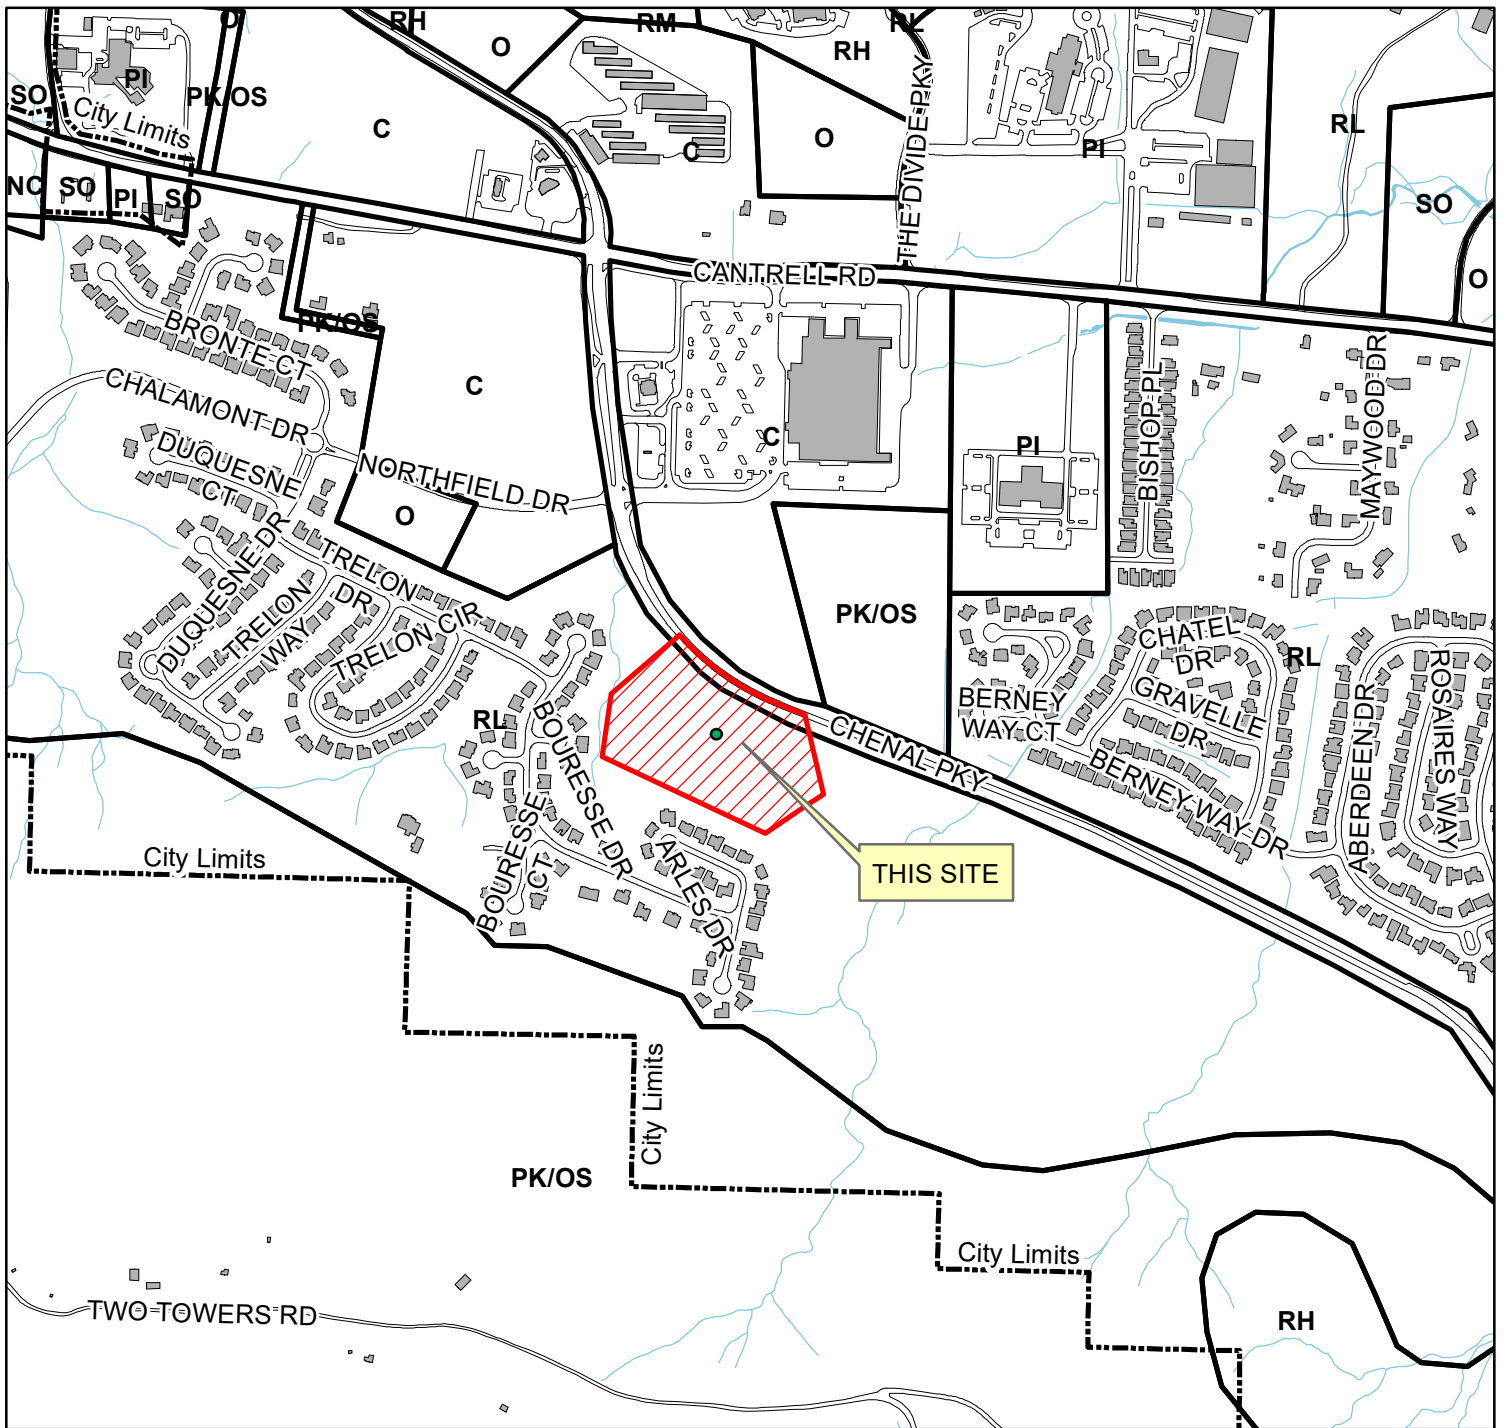 O
RH
RM
RL
O
RH
PI
SO
PK/OS
City Limits
C
C
O
PI
RL
THE DIVIDE PKY
NC
SO
PI
SO
SO
CANTRELL RD
O
BRONTE CT
PK/OS
CHALAMONT DR
C
BISHOP PL
MAYWOOD DR
DUQUESNE
CT
C
PI
NORTHFIELD DR
O
DUQUESNE DR
TRELON
DR
TRELON
WAY
TRELON CIR
PK/OS
CHATEL
DR
RL
GRAVELLE
DR
BERNEY
WAY CT
ROSAIRES WAY
RL
BOURESSE DR
CHENAL PKY
BERNEY WAY DR
ABERDEEN DR
BOURESSE
CT
ARLES DR
City Limits
THIS SITE
City Limits
PK/OS
City Limits
TWO TOWERS RD
RH